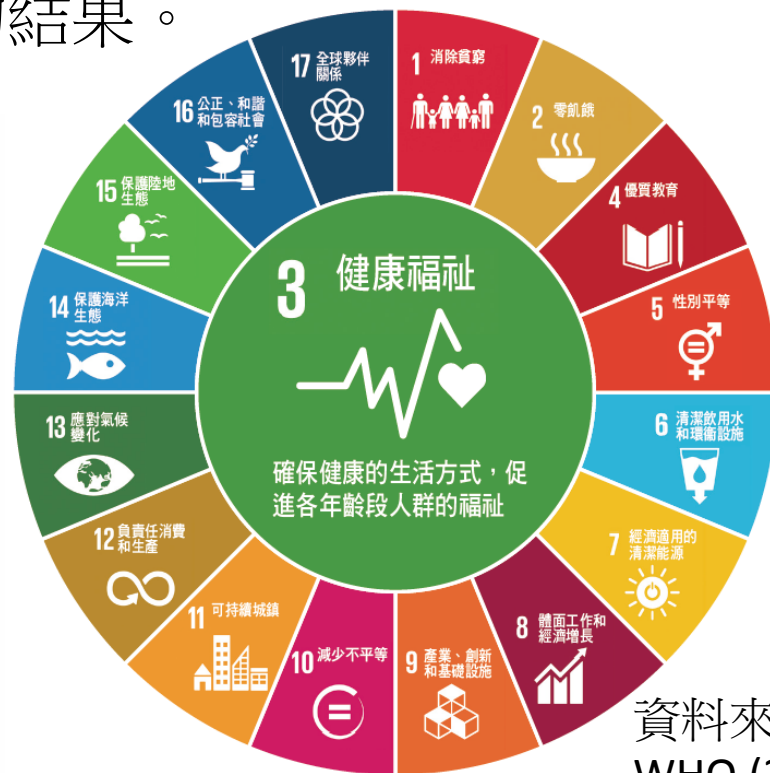 結果。
17 全球夥伴
關係
1 消除貧窮
2 零飢餓
4 優質教育
5 性別平等
6 清潔飲用水
和環衞設施
7 經濟適用的
清潔能源
8 體面工作和
經濟增長
9 產業、創新
和基礎設施
10 減少不平等
11 可持續城鎮
12 負責任消費
和生產
13 應對氣候
變化
14 保護海洋
生態
15 保護陸地
生態
16 公正、和諧
和包容社會
3 健康福祉
確保健康的生活方式，促
進各年齡段人群的福祉
資料來
WHO (